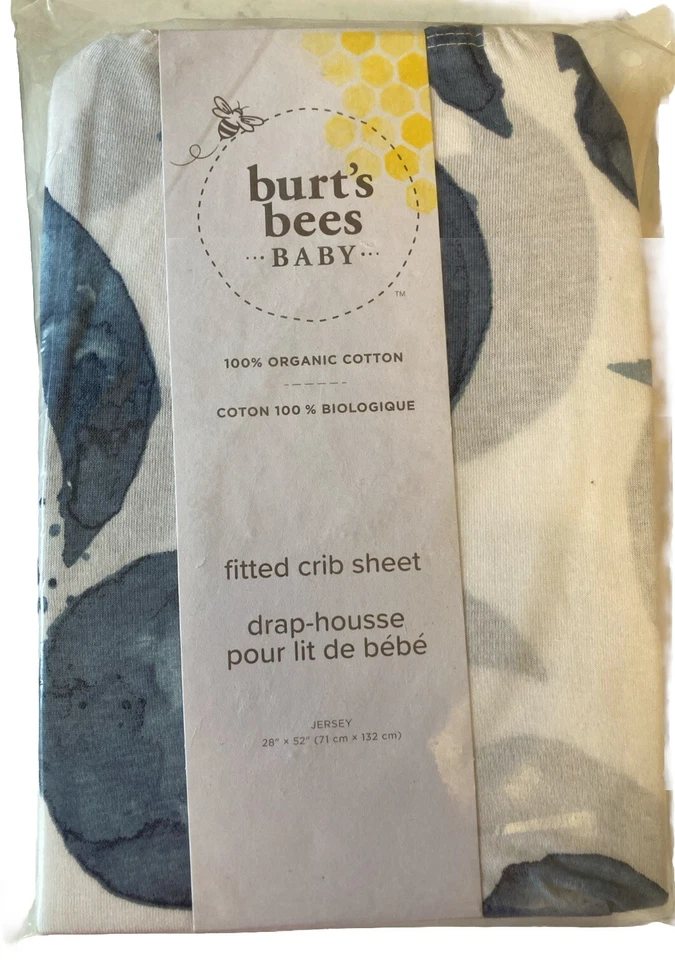 burt's
bees
···BABY···
TM
100% ORGANIC COTTON
COTON 100 % BIOLOGIQUE
fitted crib sheet
drap-housse
pour lit de bébé
JERSEY
28" × 52" (71 cm × 132 cm)